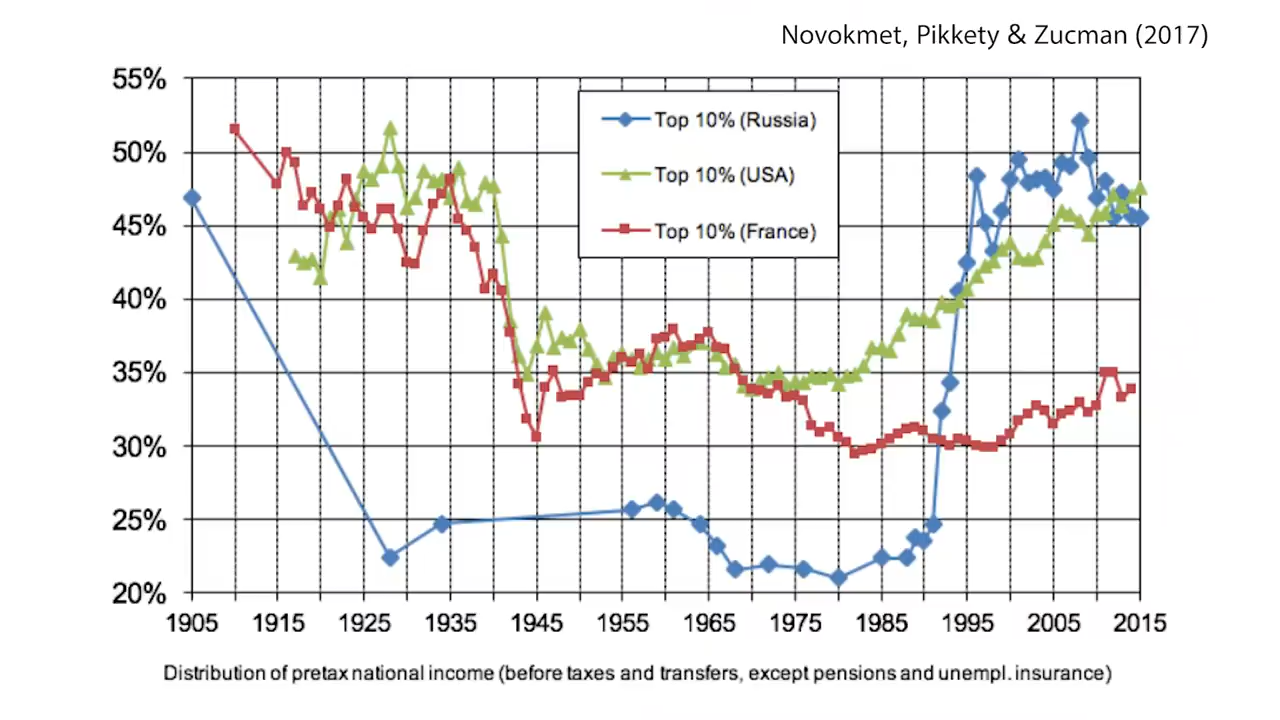 Novokmet, Pikkety & Zucman (2017)
55%
50%
45%
40%
35%
30%
25%
20%
Top 10% (Russia)
Top 10% (USA)
Top 10% (France)
1905 1915 1925 1935 1945 1955 1965 1975 1985 1995 2005 2015
Distribution of pretax national income (before taxes and transfers, except pensions and unempl. insurance)